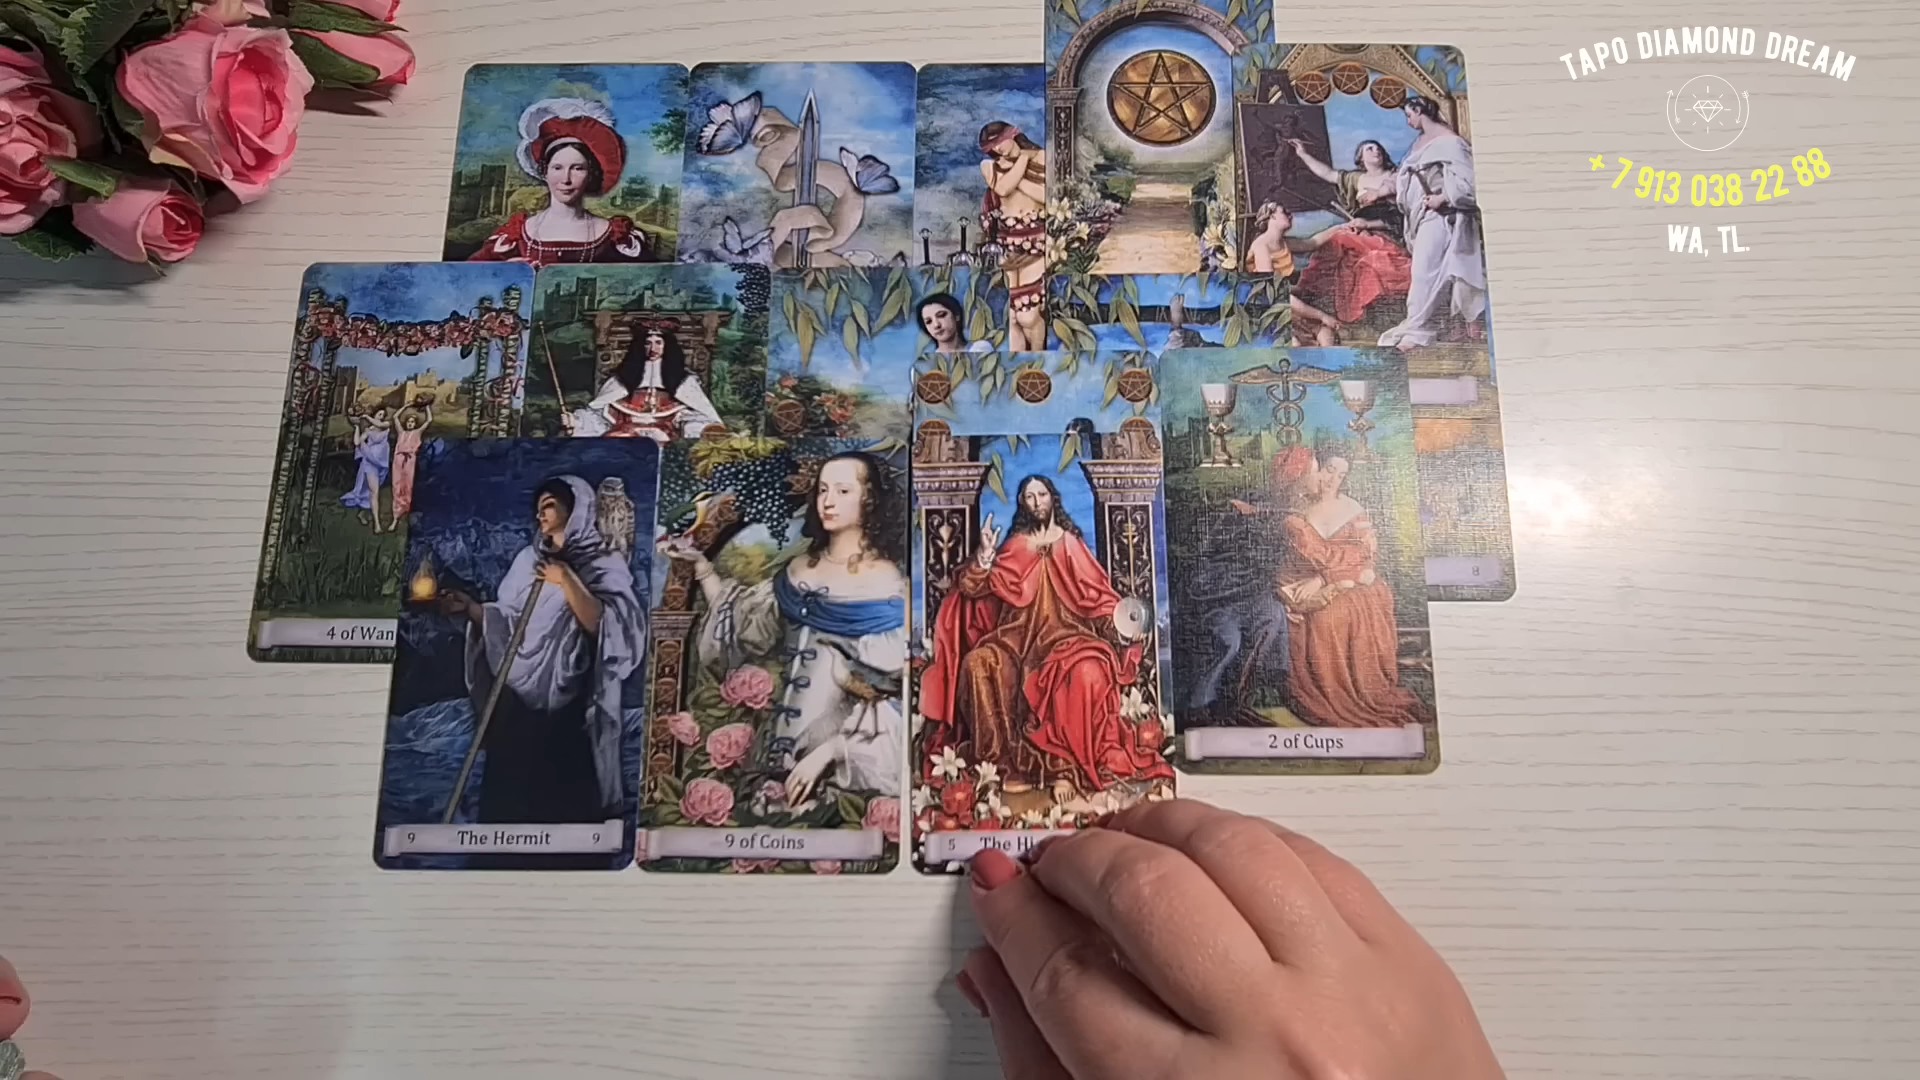 ТАРО DIAMOND DREAM
+ 7 913 038 22 88
WA, TL.
4 of Wan
8
2 of Cups
9 The Hermit 9
9 of Coins
5 The Hi